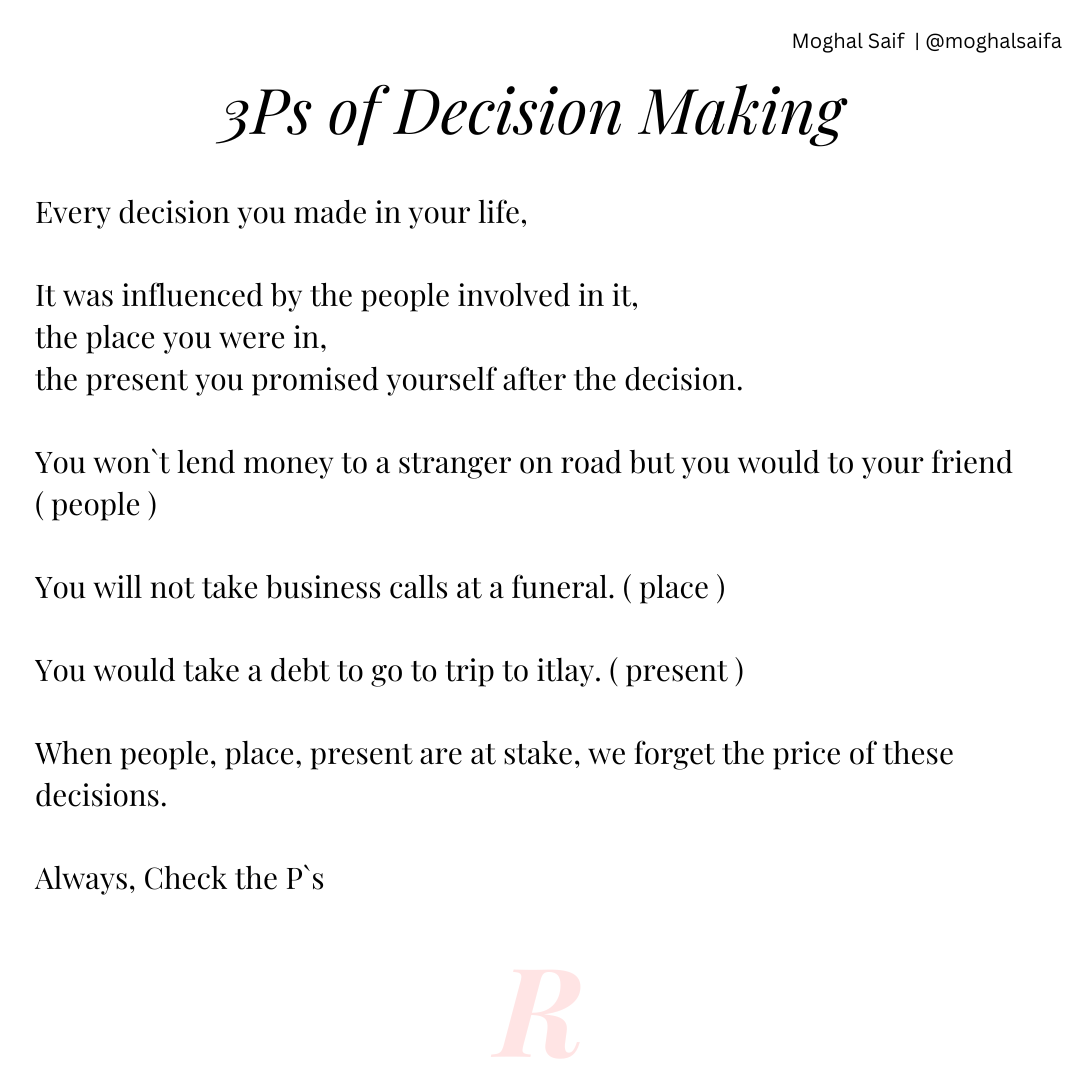 Moghal Saif | @moghalsaifa
3Ps of Decision Making
Every decision you made in your life,
It was influenced by the people involved in it,
the place you were in,
the present you promised yourself after the decision.
You won`t lend money to a stranger on road but you would to your friend
( people )
You will not take business calls at a funeral. ( place )
You would take a debt to go to trip to itlay. ( present )
When people, place, present are at stake, we forget the price of these
decisions.
Always, Check the P`s
R